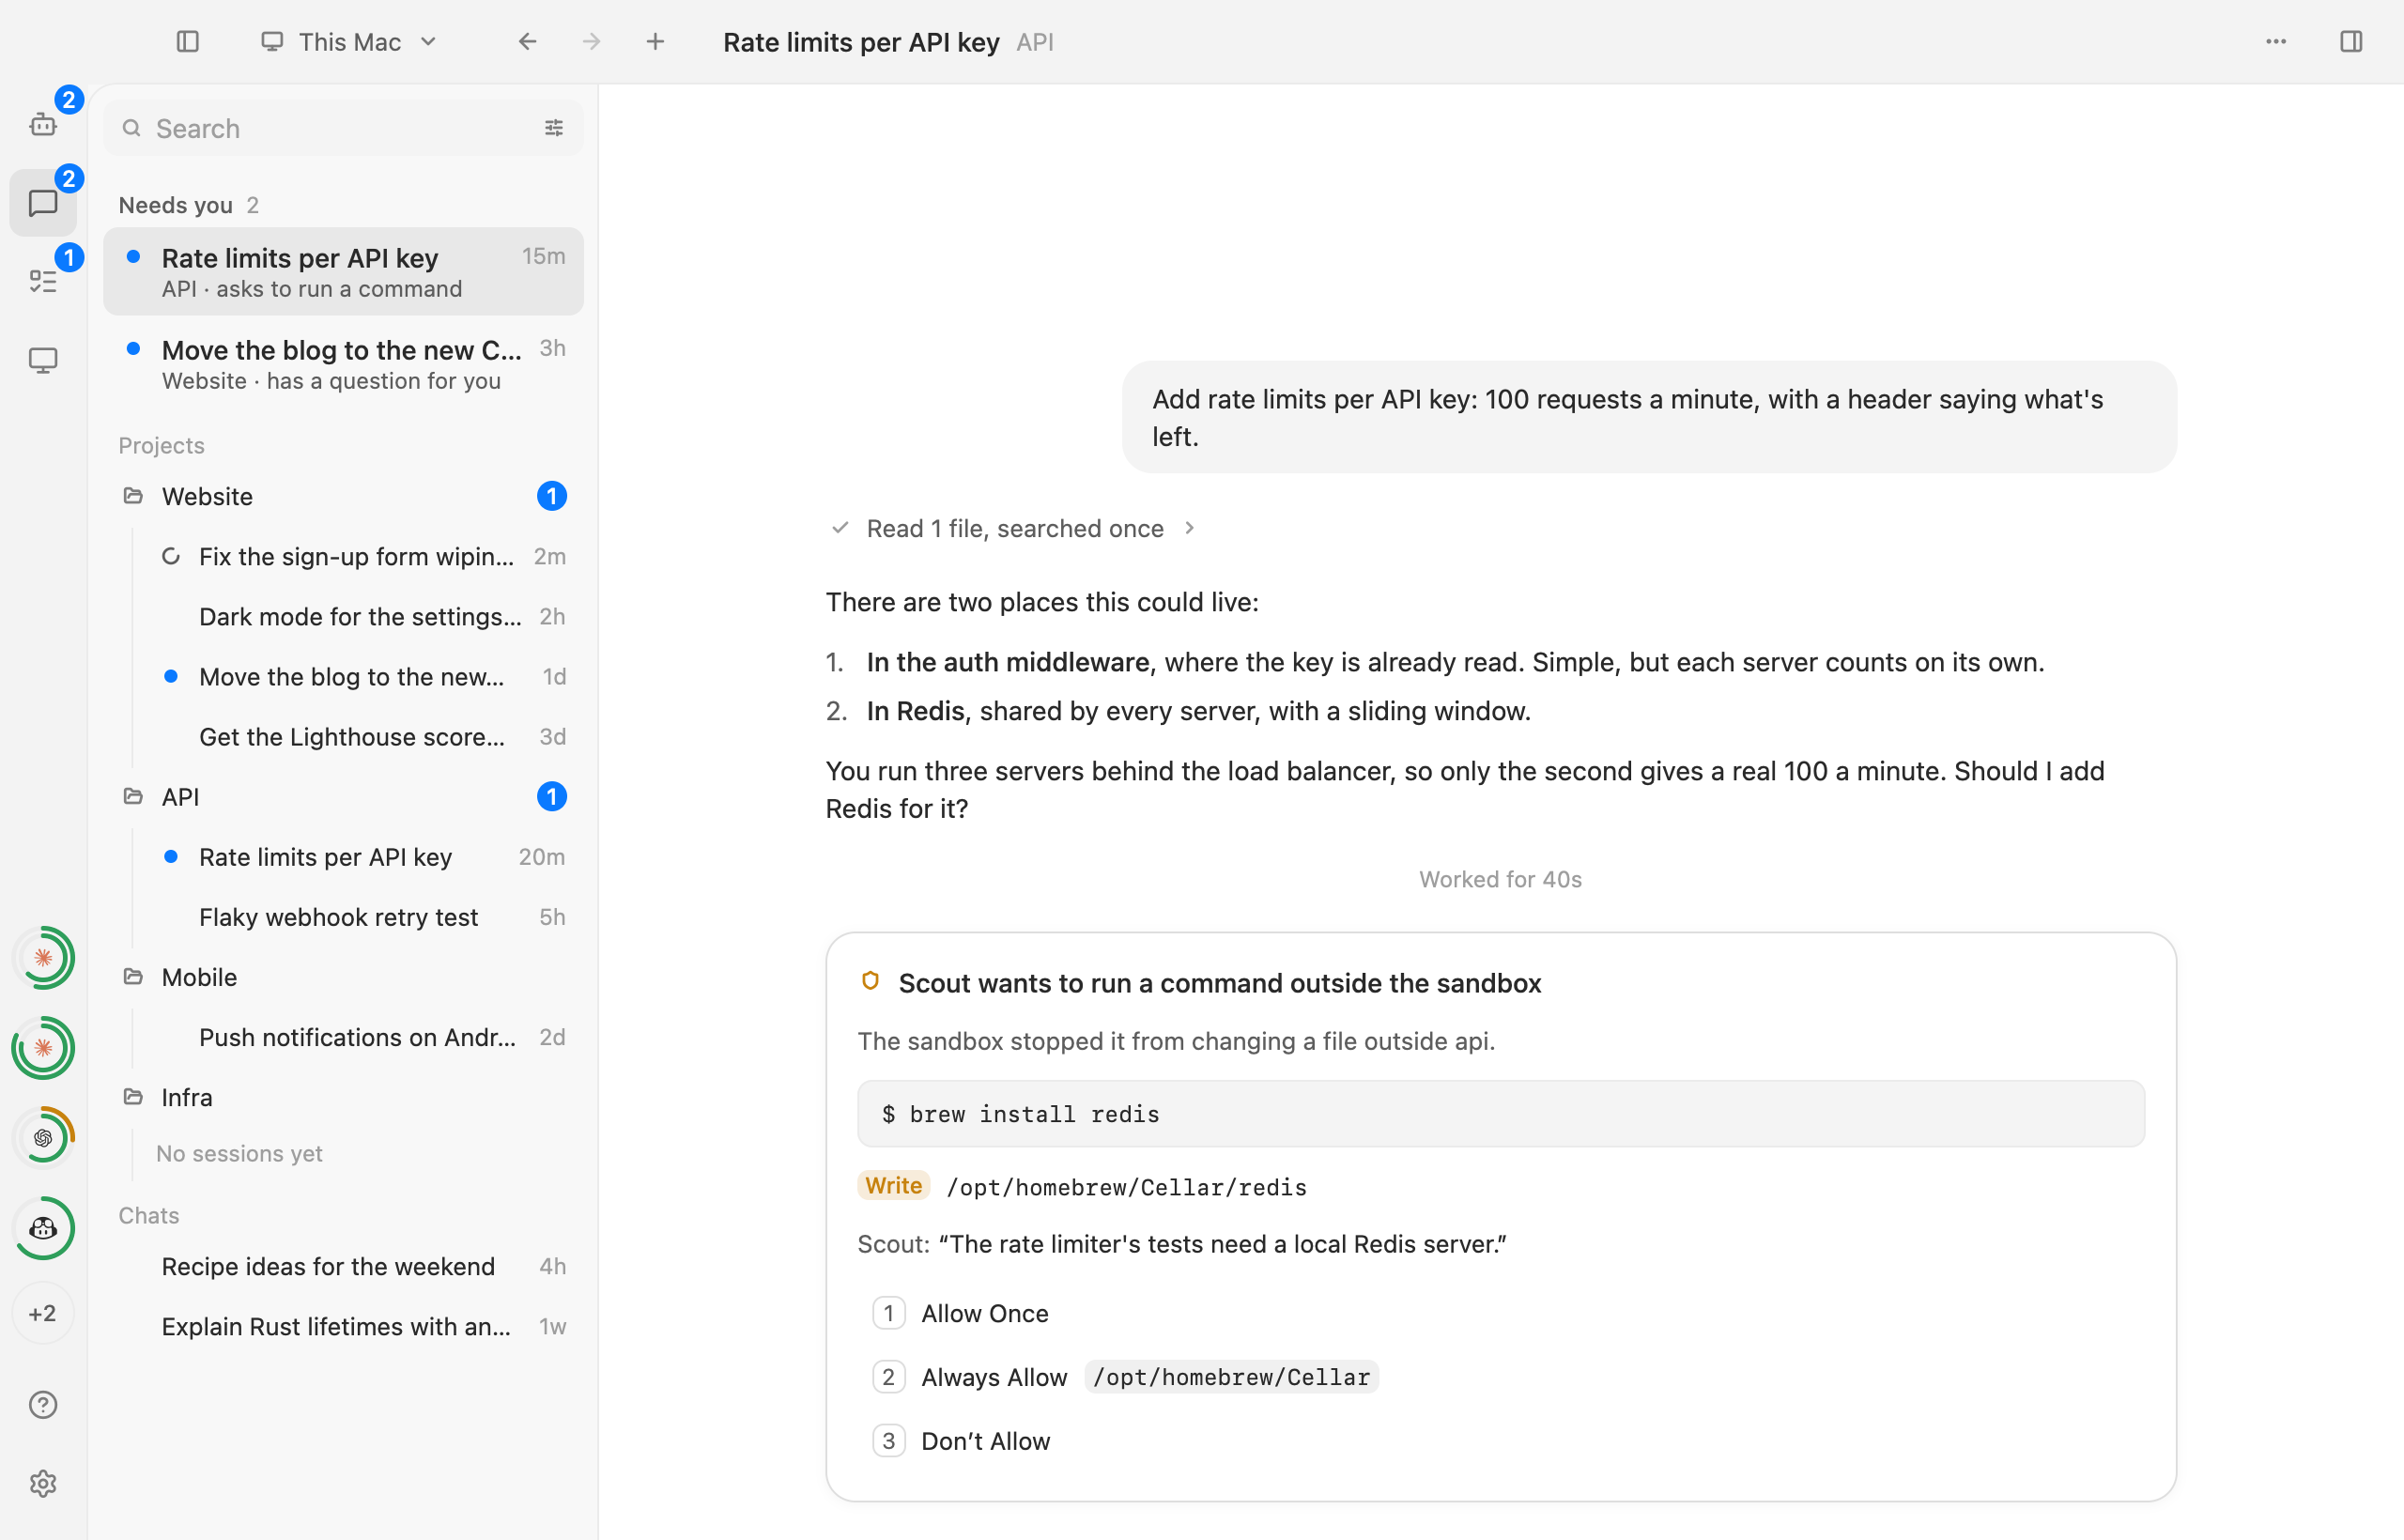 This Mac
Rate limits per API key API
2
2
1
+2
Search
Needs you 2
Rate limits per API key 15m
API · asks to run a command
Move the blog to the new C... 3h
Website · has a question for you
Projects
Website 1
Fix the sign-up form wipin... 2m
Dark mode for the settings... 2h
Move the blog to the new... 1d
Get the Lighthouse score... 3d
API 1
Rate limits per API key 20m
Flaky webhook retry test 5h
Mobile
Push notifications on Andr... 2d
Infra
No sessions yet
Chats
Recipe ideas for the weekend 4h
Explain Rust lifetimes with an... 1w
Add rate limits per API key: 100 requests a minute, with a header saying what's
left.
Read 1 file, searched once
There are two places this could live:
1. In the auth middleware, where the key is already read. Simple, but each server counts on its own.
2. In Redis, shared by every server, with a sliding window.
You run three servers behind the load balancer, so only the second gives a real 100 a minute. Should I add
Redis for it?
Worked for 40s
Scout wants to run a command outside the sandbox
The sandbox stopped it from changing a file outside api.
$ brew install redis
Write /opt/homebrew/Cellar/redis
Scout: “The rate limiter's tests need a local Redis server.”
1 Allow Once
2 Always Allow /opt/homebrew/Cellar
3 Don’t Allow